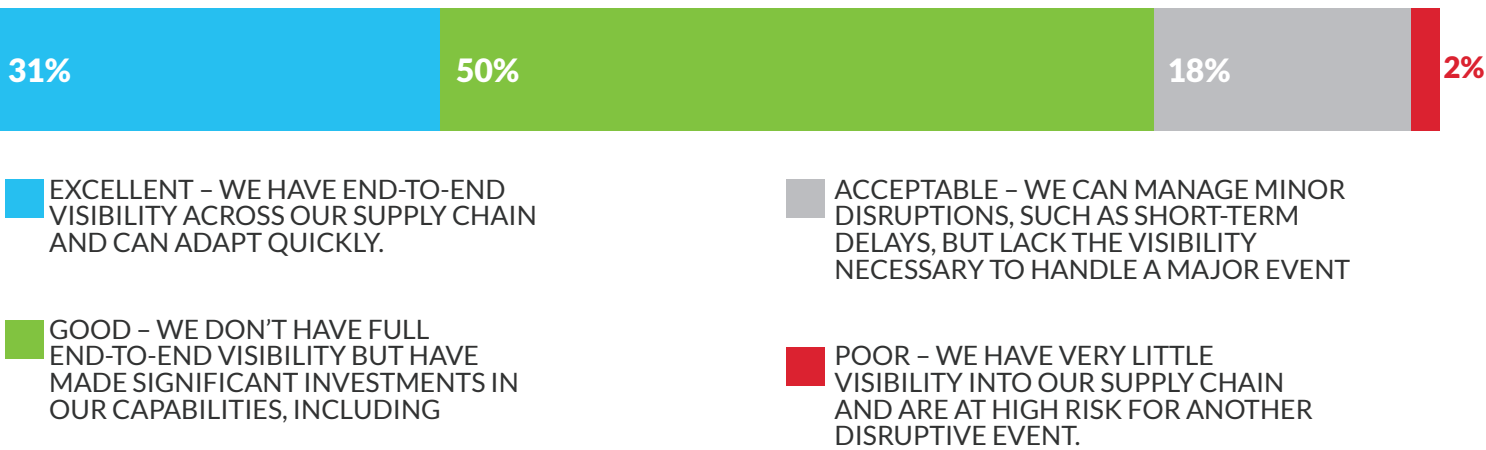 31%
50%
18%
2%
EXCELLENT – WE HAVE END-TO-END
VISIBILITY ACROSS OUR SUPPLY CHAIN
AND CAN ADAPT QUICKLY.
GOOD – WE DON’T HAVE FULL
END-TO-END VISIBILITY BUT HAVE
MADE SIGNIFICANT INVESTMENTS IN
OUR CAPABILITIES, INCLUDING
ACCEPTABLE – WE CAN MANAGE MINOR
DISRUPTIONS, SUCH AS SHORT-TERM
DELAYS, BUT LACK THE VISIBILITY
NECESSARY TO HANDLE A MAJOR EVENT
POOR – WE HAVE VERY LITTLE
VISIBILITY INTO OUR SUPPLY CHAIN
AND ARE AT HIGH RISK FOR ANOTHER
DISRUPTIVE EVENT.